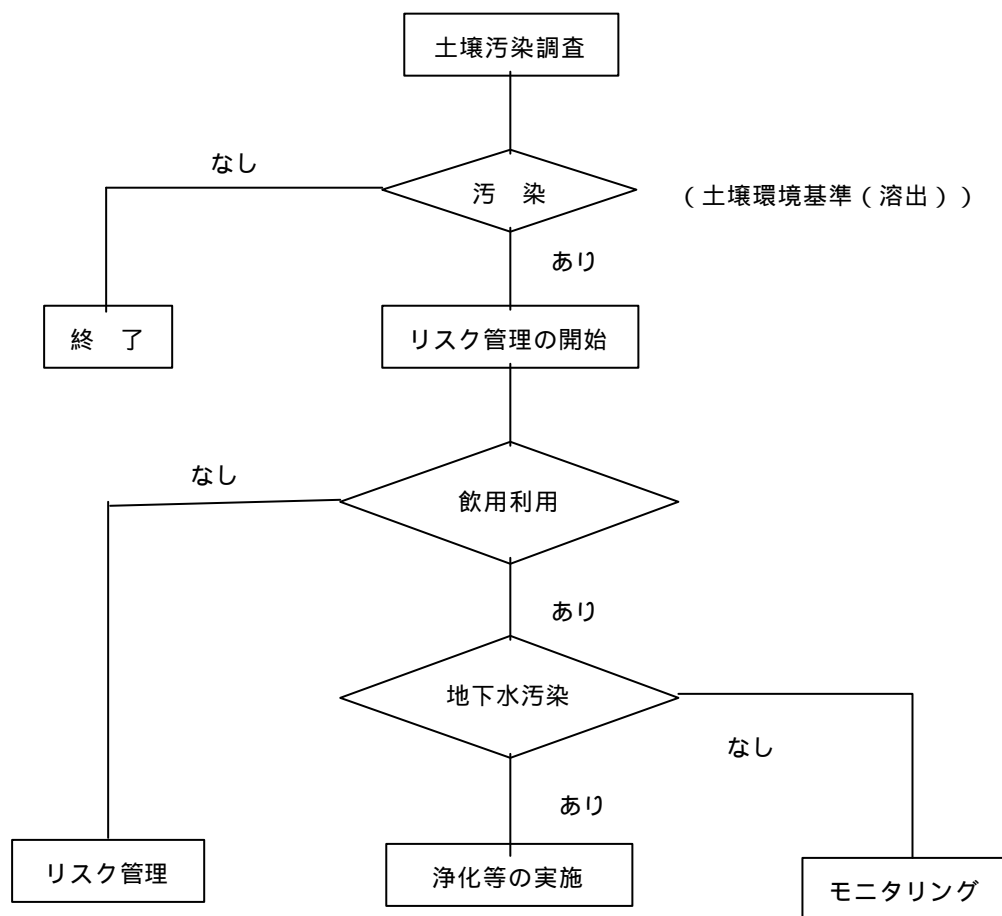 土壌汚染調査
なし
汚　染
（土壌環境基準（溶出））
あり
終　了
リスク管理の開始
なし
飲用利用
あり
地下水汚染
なし
あり
リスク管理
浄化等の実施
モニタリング